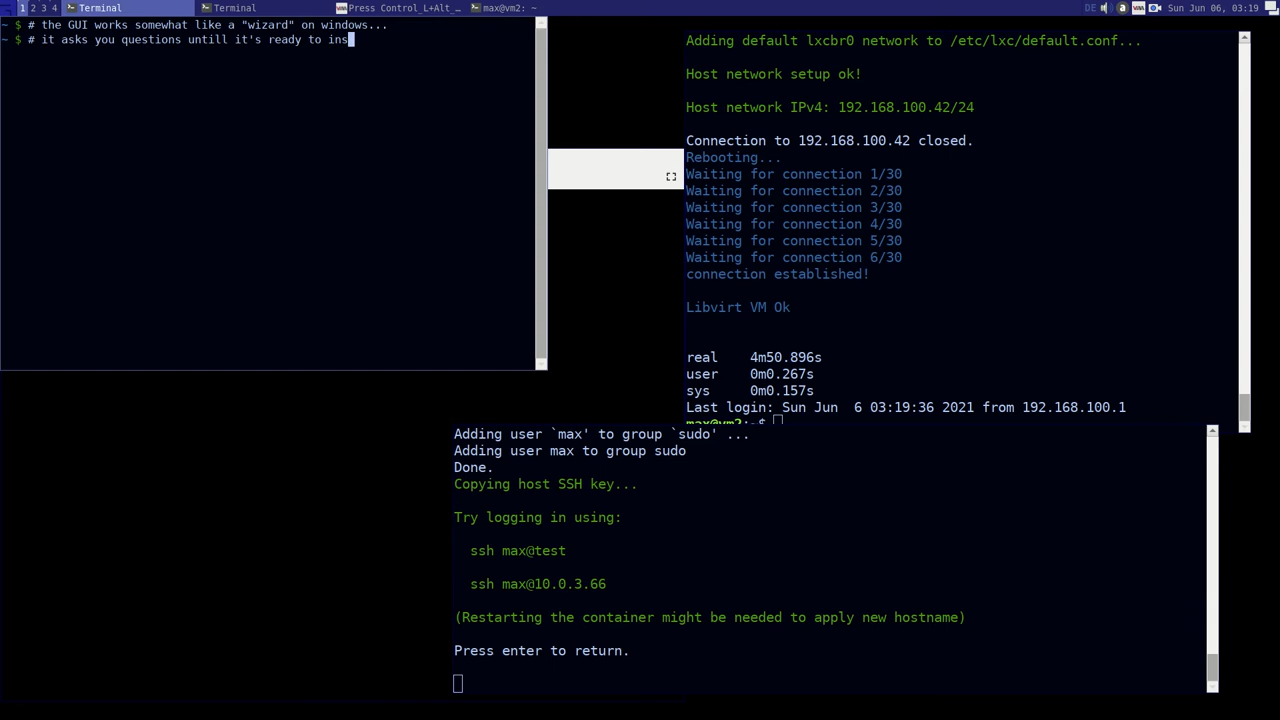 1 2 3 4 Terminal Terminal Press Control_L+Alt_... max@vm2: ~ DE a Sun Jun 06, 03:19
~ $ # the GUI works somewhat like a "wizard" on windows...
~ $ # it asks you questions untill it's ready to ins
Adding default lxcbr0 network to /etc/lxc/default.conf...
Host network setup ok!
Host network IPv4: 192.168.100.42/24
Connection to 192.168.100.42 closed.
Rebooting...
Waiting for connection 1/30
Waiting for connection 2/30
Waiting for connection 3/30
Waiting for connection 4/30
Waiting for connection 5/30
Waiting for connection 6/30
connection established!
Libvirt VM Ok
real    4m50.896s
user    0m0.267s
sys     0m0.157s
Last login: Sun Jun  6 03:19:36 2021 from 192.168.100.1
max@vm2:~$
Adding user `max' to group `sudo' ...
Adding user max to group sudo
Done.
Copying host SSH key...
Try logging in using:
ssh max@test
ssh max@10.0.3.66
(Restarting the container might be needed to apply new hostname)
Press enter to return.